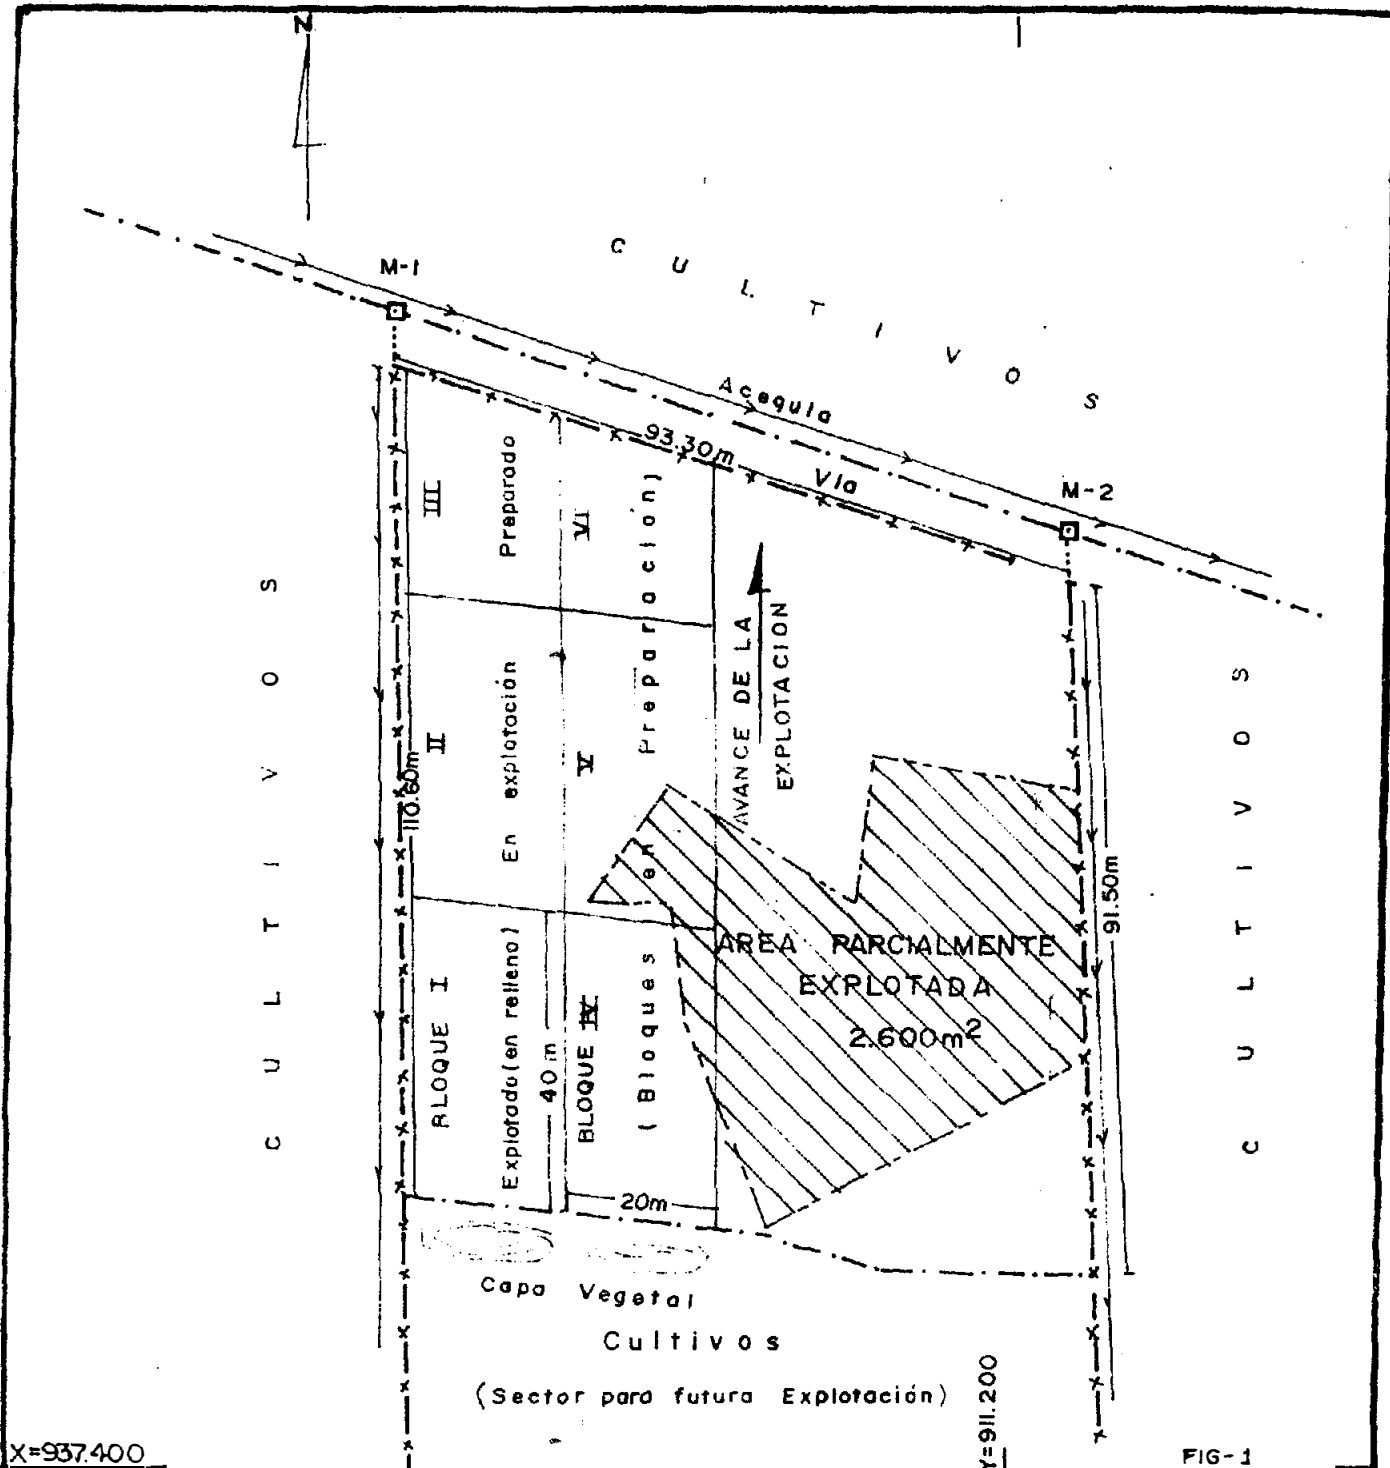 N
M-1
C U L T I V O S
Acequia
93.30m
Via
M-2
III
Preparado
VI
II
En explotación
V
(Bloques en Preparación)
AVANCE DE LA
EXPLOTACION
110.60m
C U L T I V O S
C U L T I V O S
91.50m
AREA PARCIALMENTE
EXPLOTADA
2.600m²
BLOQUE I
Explotado(en relleno)
40m
BLOQUE IV
20m
Capa Vegetal
Cultivos
(Sector para futura Explotación)
Y=911.200
X=937.400
FIG-1